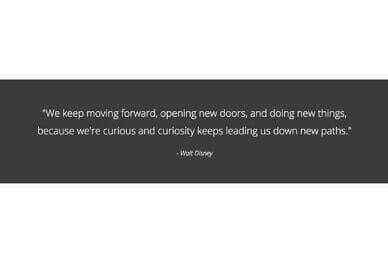 "We keep moving forward, opening new doors, and doing new things,
because we're curious and curiosity keeps leading us down new paths."
- Walt Disney